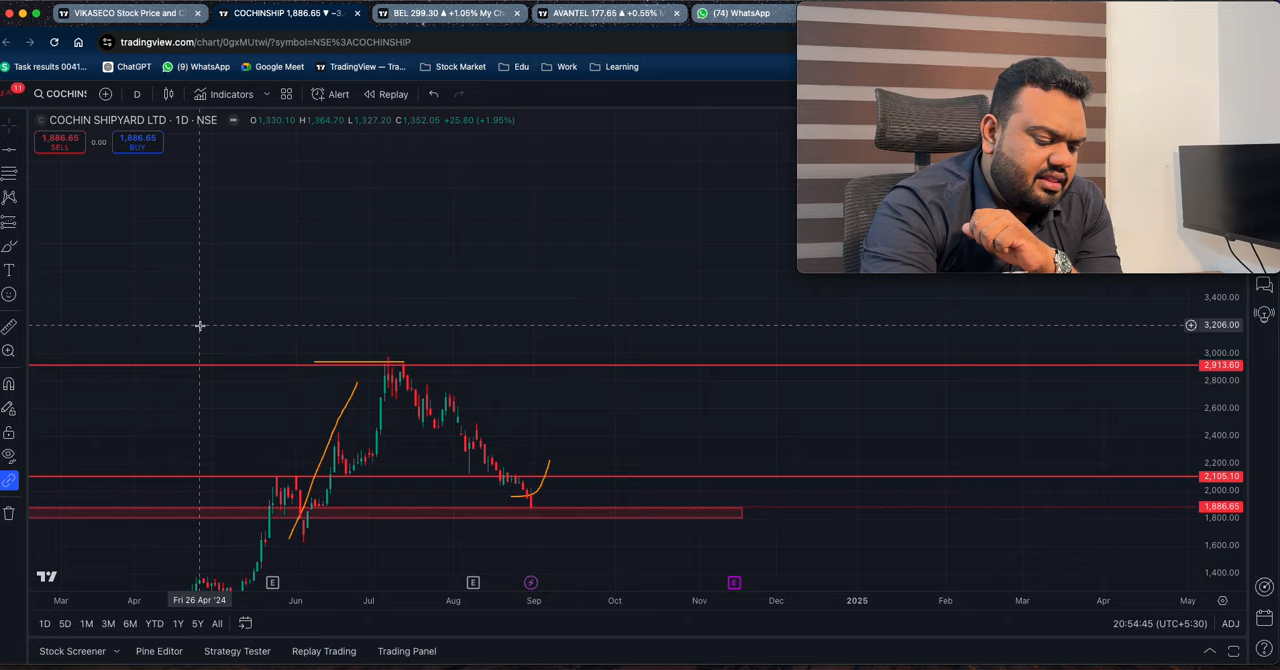 VIKASECO Stock Price and C
COCHINSHIP 1,886.65 ▼ −3.
BEL 299.30 ▲ +1.05% My Ch
AVANTEL 177.65 ▲ +0.55% M
(74) WhatsApp
tradingview.com/chart/0gxMUtwi/?symbol=NSE%3ACOCHINSHIP
Task results 0041...
ChatGPT
(9) WhatsApp
Google Meet
TradingView — Tra...
Stock Market
Edu
Work
Learning
11
COCHINS
D
Indicators
Alert
Replay
COCHIN SHIPYARD LTD · 1D · NSE
O1,330.10 H1,364.70 L1,327.20 C1,352.05 +25.80 (+1.95%)
1,886.65
SELL
0.00
1,886.65
BUY
3,400.00
3,206.00
3,000.00
2,913.60
2,800.00
2,600.00
2,400.00
2,200.00
2,105.10
2,000.00
1,886.65
1,800.00
1,600.00
1,400.00
E
E
E
Mar
Apr
Fri 26 Apr '24
Jun
Jul
Aug
Sep
Oct
Nov
Dec
2025
Feb
Mar
Apr
May
1D 5D 1M 3M 6M YTD 1Y 5Y All
20:54:45 (UTC+5:30)
ADJ
Stock Screener
Pine Editor
Strategy Tester
Replay Trading
Trading Panel